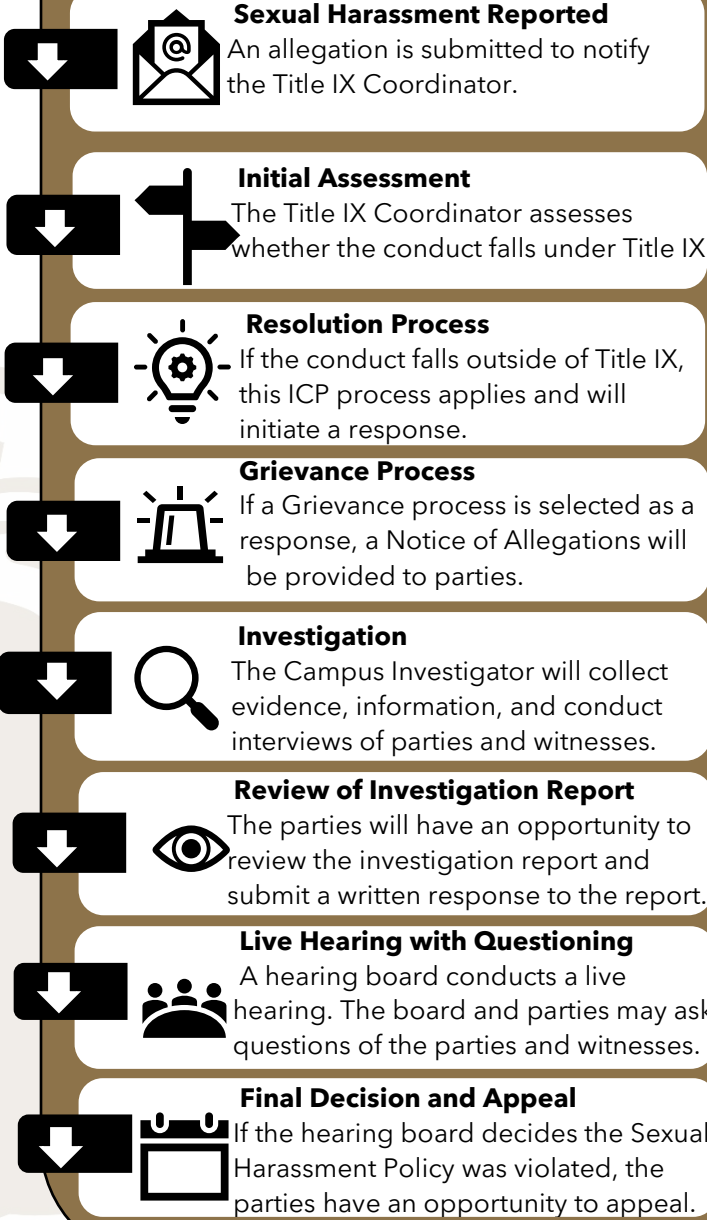 Sexual Harassment Reported
An allegation is submitted to notify
the Title IX Coordinator.
Initial Assessment
The Title IX Coordinator assesses
whether the conduct falls under Title IX
Resolution Process
If the conduct falls outside of Title IX,
this ICP process applies and will
initiate a response.
Grievance Process
If a Grievance process is selected as a
response, a Notice of Allegations will
be provided to parties.
Investigation
The Campus Investigator will collect
evidence, information, and conduct
interviews of parties and witnesses.
Review of Investigation Report
The parties will have an opportunity to
review the investigation report and
submit a written response to the report.
Live Hearing with Questioning
A hearing board conducts a live
hearing. The board and parties may ask
questions of the parties and witnesses.
Final Decision and Appeal
If the hearing board decides the Sexual
Harassment Policy was violated, the
parties have an opportunity to appeal.